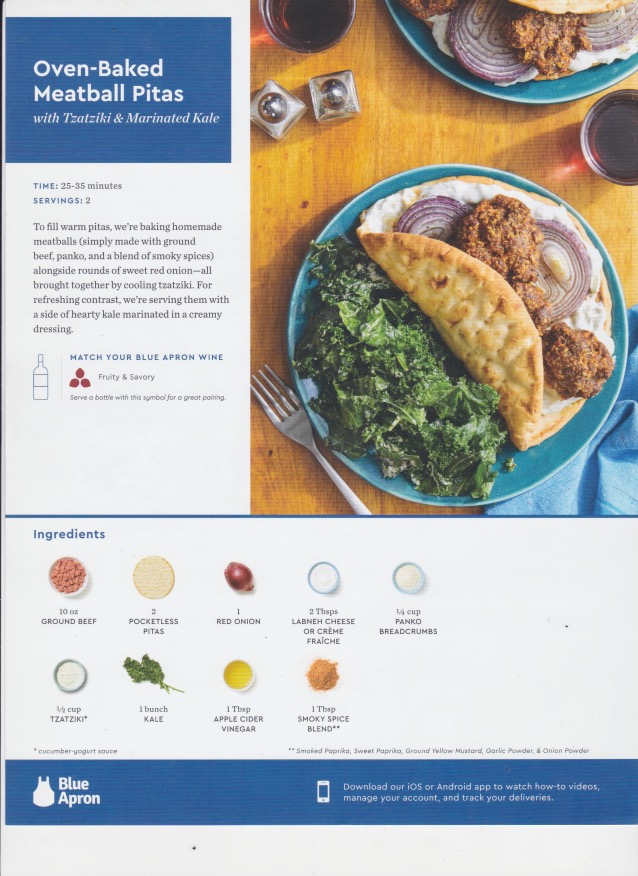 Oven-Baked
Meatball Pitas
with Tzatziki & Marinated Kale
TIME: 25-35 minutes
SERVINGS: 2
To fill warm pitas, we're baking homemade
meatballs (simply made with ground
beef, panko, and a blend of smoky spices)
alongside rounds of sweet red onion—all
brought together by cooling tzatziki. For
refreshing contrast, we're serving them with
a side of hearty kale marinated in a creamy
dressing.
MATCH YOUR BLUE APRON WINE
Fruity & Savory
Serve a bottle with this symbol for a great pairing.
Ingredients
10 oz
GROUND BEEF
2
POCKETLESS
PITAS
1
RED ONION
2 Tbsps
LABNEH CHEESE
OR CRÈME
FRAÎCHE
1/4 cup
PANKO
BREADCRUMBS
1/2 cup
TZATZIKI*
1 bunch
KALE
1 Tbsp
APPLE CIDER
VINEGAR
1 Tbsp
SMOKY SPICE
BLEND**
* cucumber-yogurt sauce
** Smoked Paprika, Sweet Paprika, Ground Yellow Mustard, Garlic Powder, & Onion Powder
Blue
Apron
Download our iOS or Android app to watch how-to videos,
manage your account, and track your deliveries.